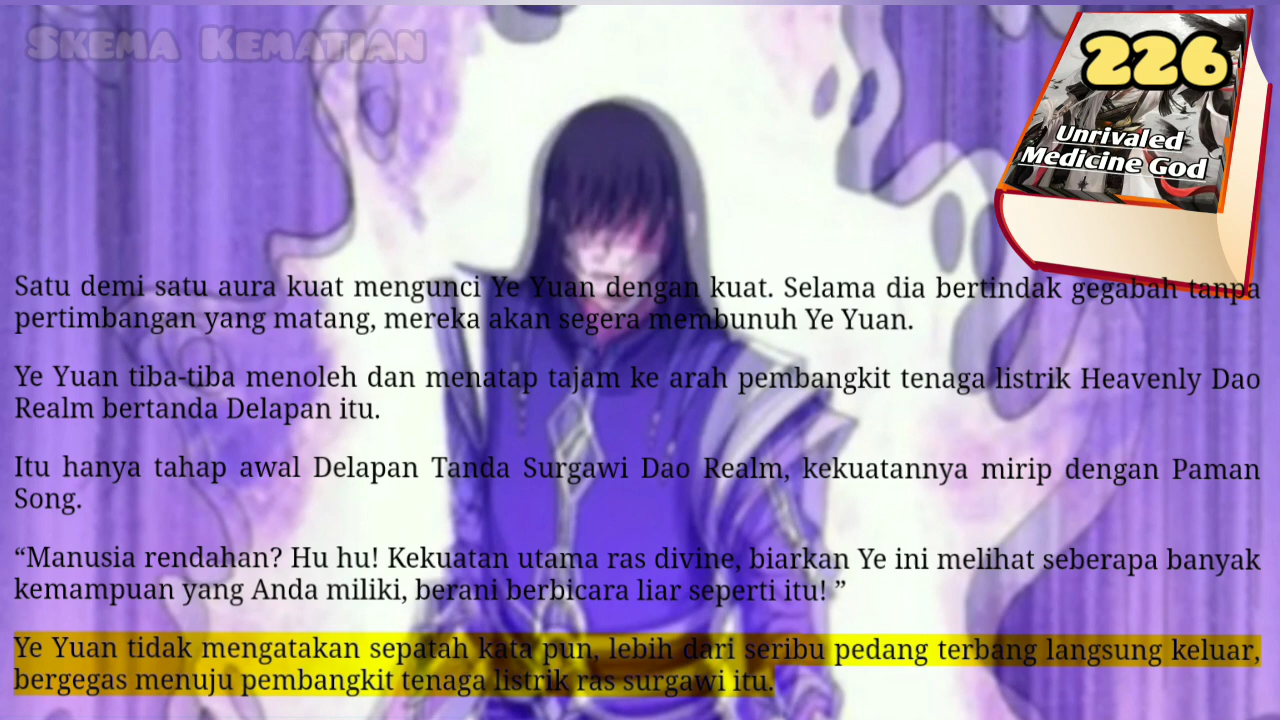 Skema Kematian
226
Unrivaled
Medicine God
Satu demi satu aura kuat mengunci Ye Yuan dengan kuat. Selama dia bertindak gegabah tanpa
pertimbangan yang matang, mereka akan segera membunuh Ye Yuan.
Ye Yuan tiba-tiba menoleh dan menatap tajam ke arah pembangkit tenaga listrik Heavenly Dao
Realm bertanda Delapan itu.
Itu hanya tahap awal Delapan Tanda Surgawi Dao Realm, kekuatannya mirip dengan Paman
Song.
“Manusia rendahan? Hu hu! Kekuatan utama ras divine, biarkan Ye ini melihat seberapa banyak
kemampuan yang Anda miliki, berani berbicara liar seperti itu! ”
Ye Yuan tidak mengatakan sepatah kata pun, lebih dari seribu pedang terbang langsung keluar,
bergegas menuju pembangkit tenaga listrik ras surgawi itu.